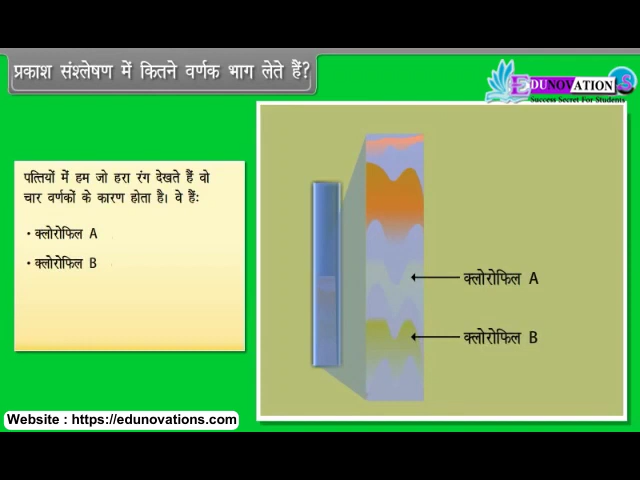 प्रकाश संश्लेषण में कितने वर्णक भाग लेते हैं?
EDUNOVATIONS
Success Secret For Students
पत्तियों में हम जो हरा रंग देखते हैं वो
चार वर्णकों के कारण होता है। वे हैं:
• क्लोरोफिल A
• क्लोरोफिल B
क्लोरोफिल A
क्लोरोफिल B
Website : https://edunovations.com